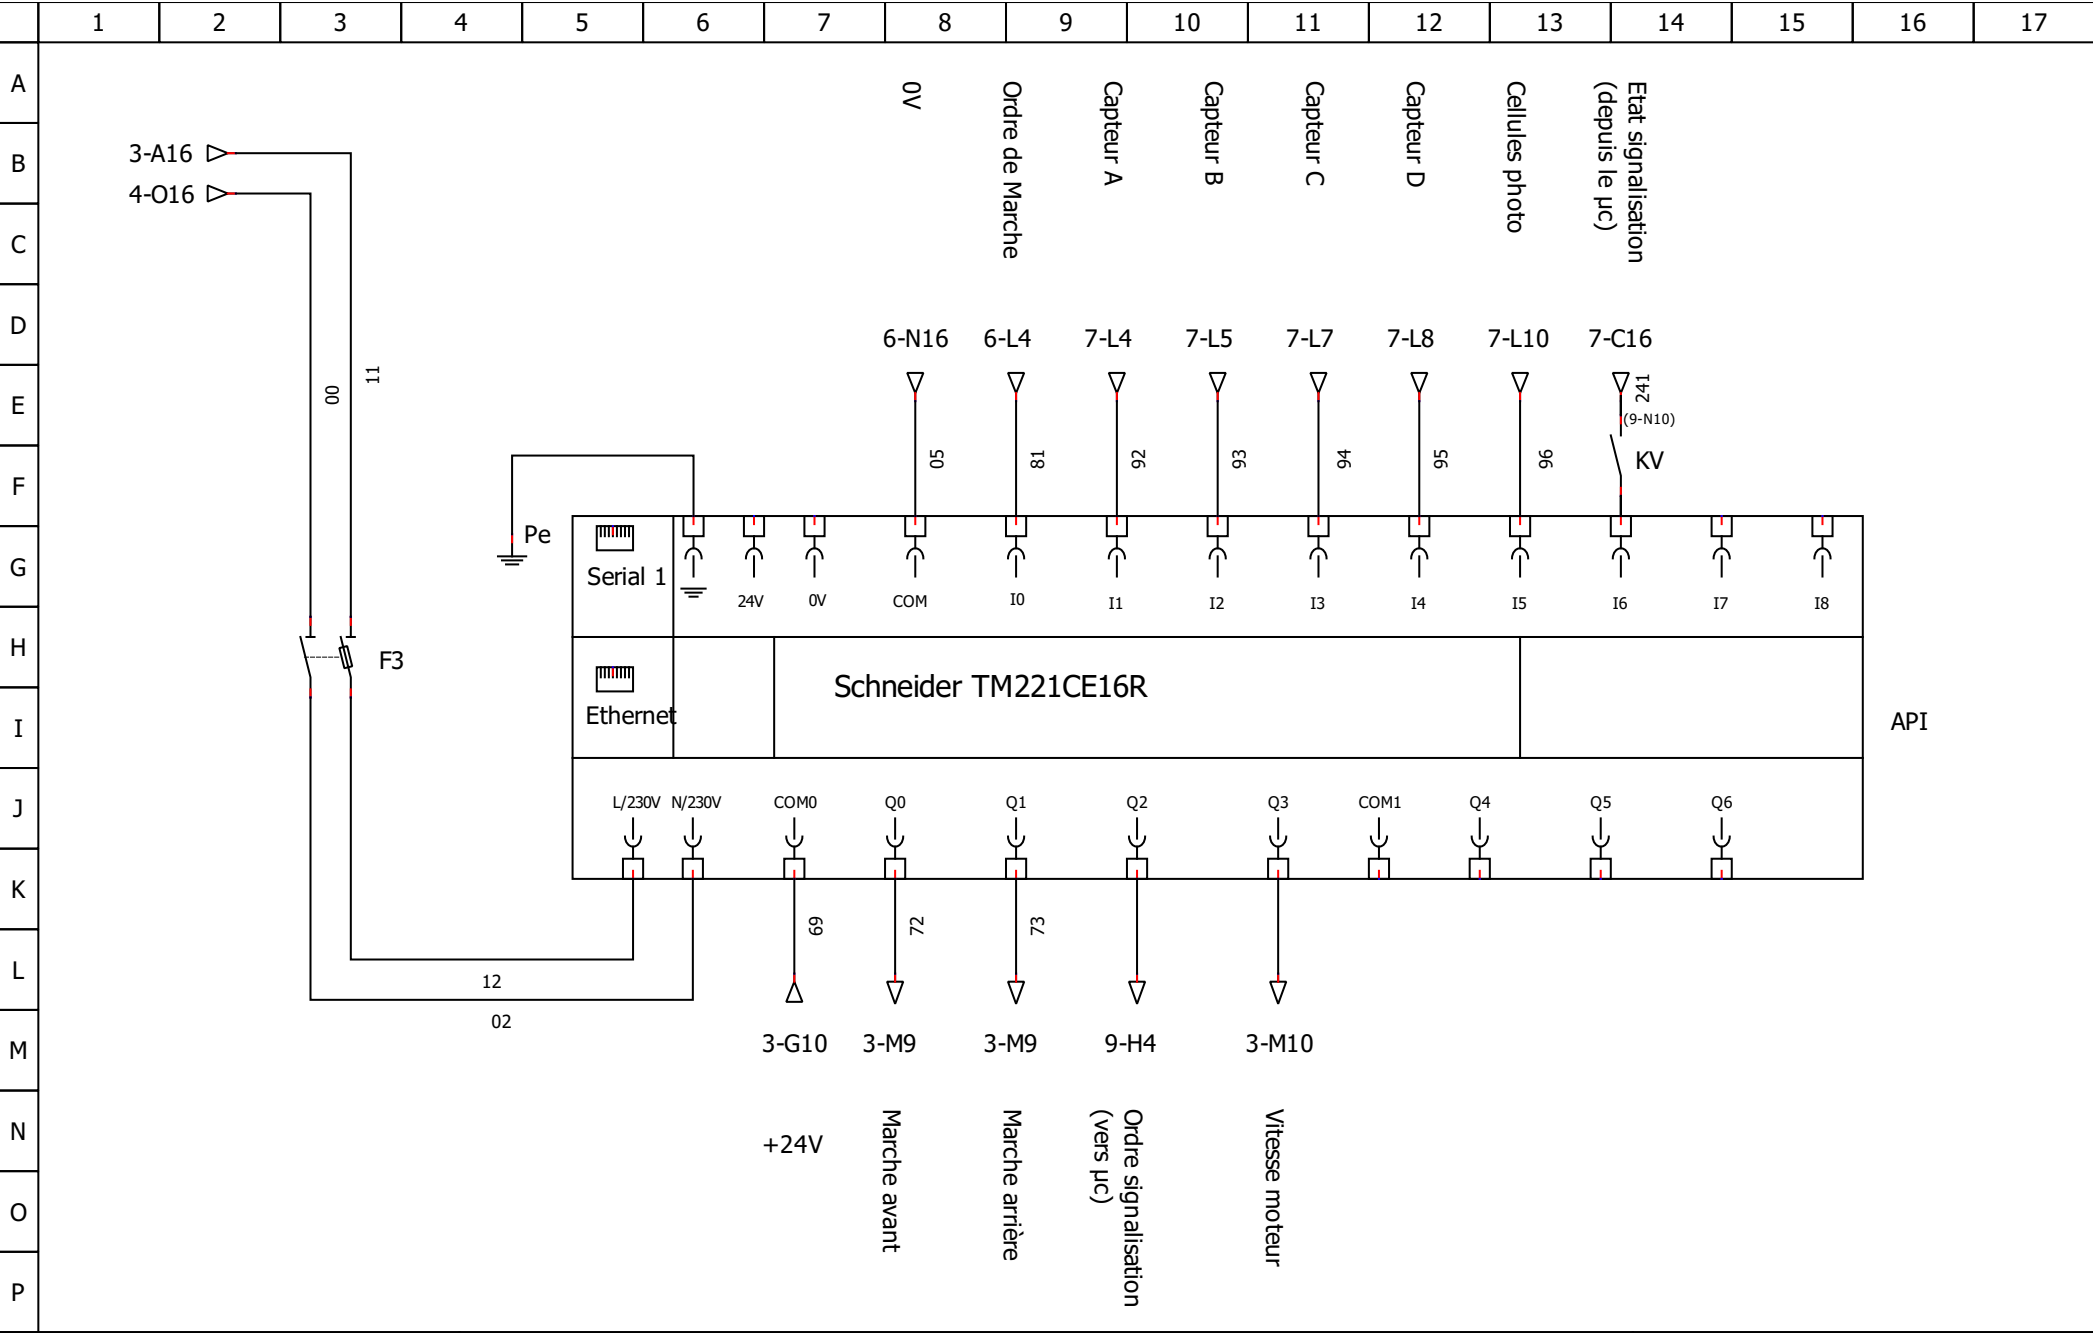 1 2 3 4 5 6 7 8 9 10 11 12 13 14 15 16 17
A
B
C
D
E
F
G
H
I
J
K
L
M
N
O
P
3-A16
4-O16
0V
Ordre de Marche
Capteur A
Capteur B
Capteur C
Capteur D
Cellules photo
Etat signalisation
(depuis le µc)
6-N16 6-L4 7-L4 7-L5 7-L7 7-L8 7-L10 7-C16
00
11
241
(9-N10)
05 81 92 93 94 95 96
KV
Pe
Serial 1
24V 0V COM I0 I1 I2 I3 I4 I5 I6 I7 I8
F3
Schneider TM221CE16R
Ethernet
API
L/230V N/230V COM0 Q0 Q1 Q2 Q3 COM1 Q4 Q5 Q6
69 72 73
12
02
3-G10 3-M9 3-M9 9-H4 3-M10
+24V
Marche avant
Marche arrière
Ordre signalisation
(vers µc)
Vitesse moteur